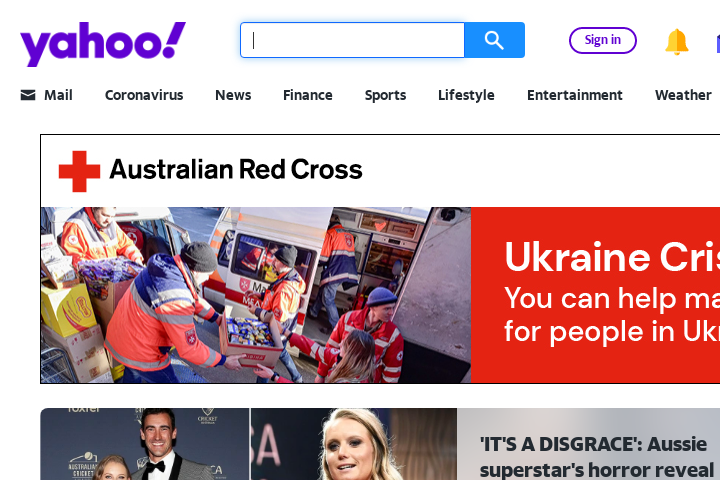 yahoo!
Sign in
Mail Coronavirus News Finance Sports Lifestyle Entertainment Weather
Australian Red Cross
Ukraine Cris
You can help ma
for people in Ukr
'IT'S A DISGRACE': Aussie
superstar's horror reveal